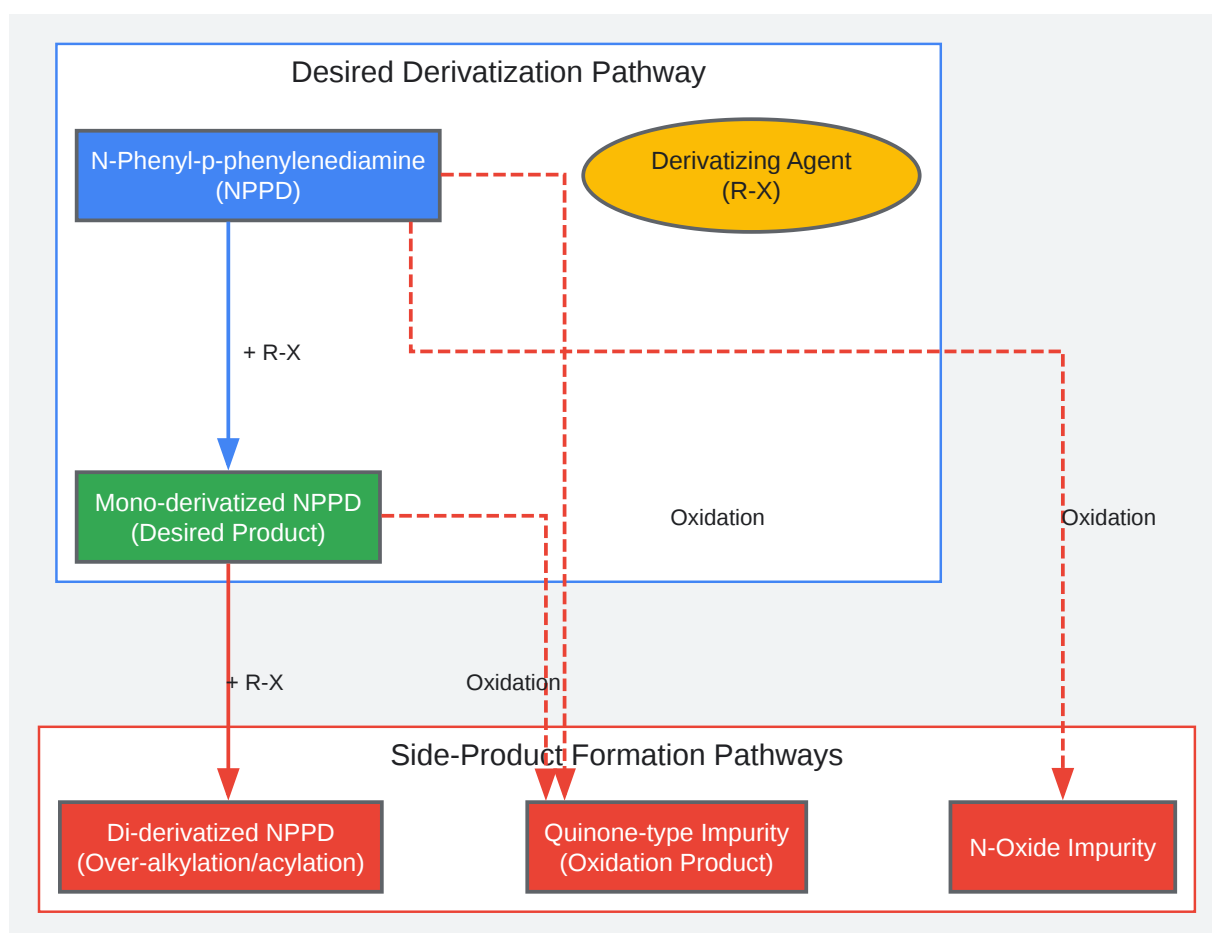 Desired Derivatization Pathway
N-Phenyl-p-phenylenediamine
(NPPD)
Derivatizing Agent
(R-X)
+ R-X
Mono-derivatized NPPD
(Desired Product)
Oxidation
Oxidation
+ R-X
Oxidation
Side-Product Formation Pathways
Di-derivatized NPPD
(Over-alkylation/acylation)
Quinone-type Impurity
(Oxidation Product)
N-Oxide Impurity